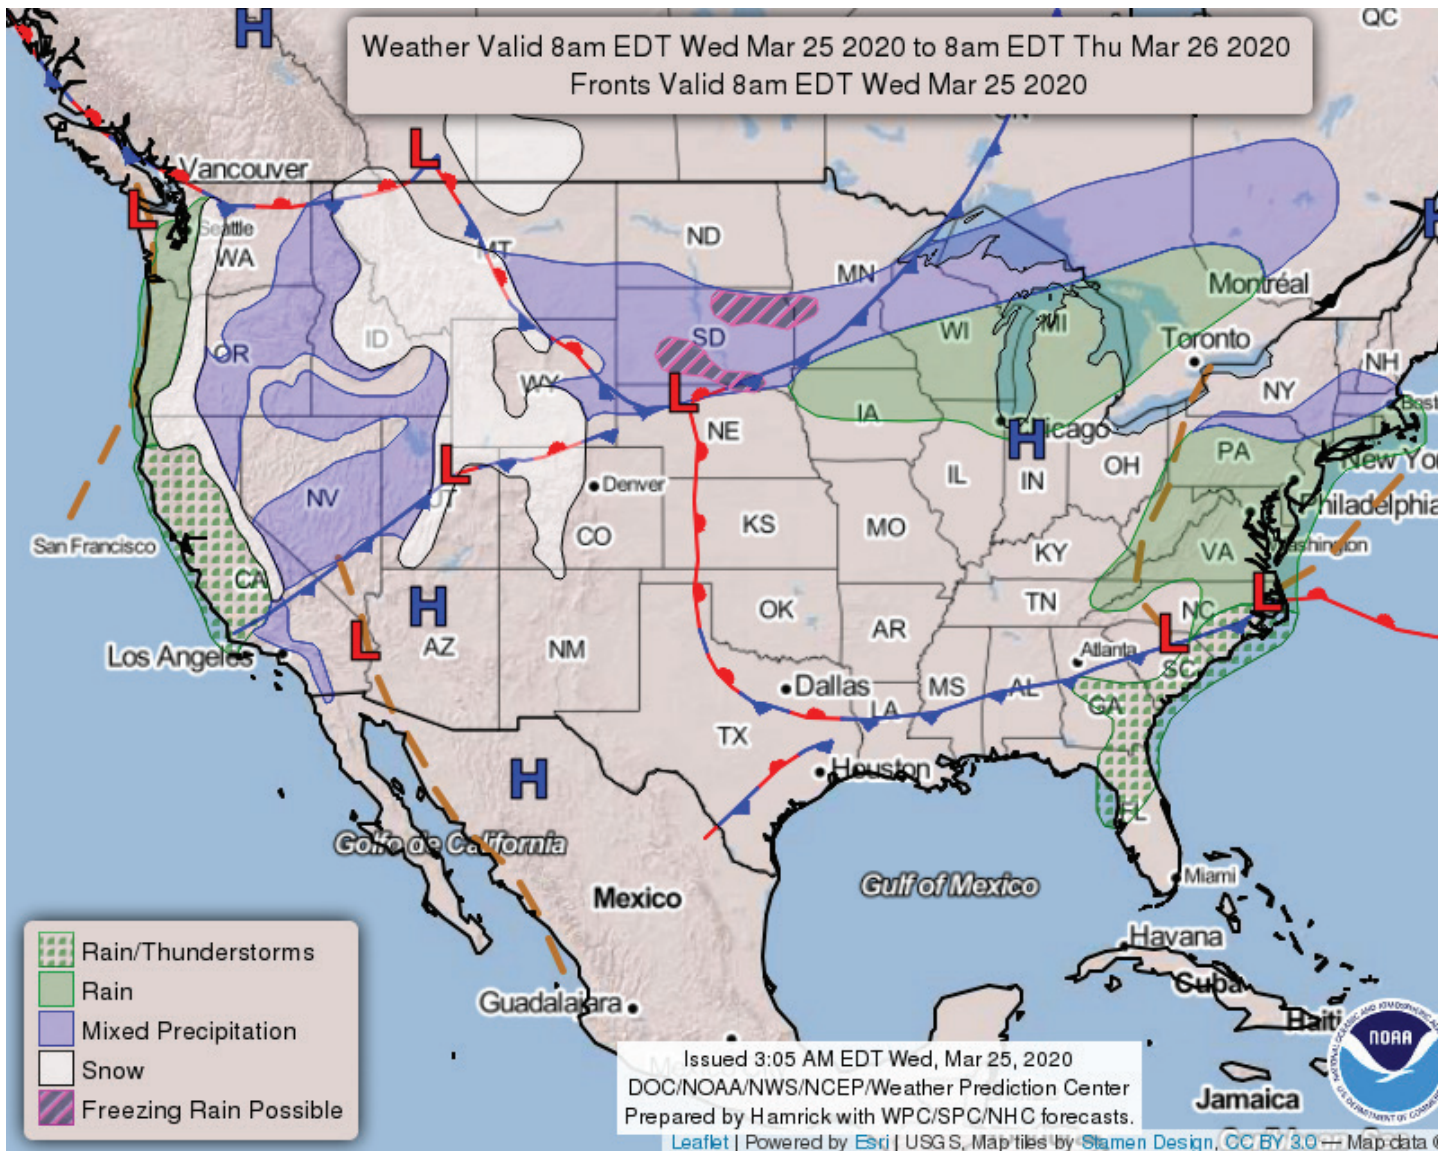 QC
H
Weather Valid 8am EDT Wed Mar 25 2020 to 8am EDT Thu Mar 26 2020
Fronts Valid 8am EDT Wed Mar 25 2020
L
Vancouver
L
H
Seattle
WA
MT
ND
MN
Montréal
OR
ID
SD
WI
MI
Toronto
NH
WY
L
NE
IA
NY
Chicago
H
PA
New Yo
L
UT
Denver
IL
IN
OH
NV
Philadelphia
San Francisco
CO
KS
MO
KY
VA
CA
H
AZ
NM
OK
AR
TN
NC
L
L
Los Angeles
L
Atlanta
SC
Dallas
MS
AL
GA
LA
TX
H
Houston
FL
Golfo de California
Mexico
Gulf of Mexico
Miami
Havana
Cuba
Haiti
Guadalajara
Jamaica
Rain/Thunderstorms
Rain
Mixed Precipitation
Snow
Freezing Rain Possible
Issued 3:05 AM EDT Wed, Mar 25, 2020
DOC/NOAA/NWS/NCEP/Weather Prediction Center
Prepared by Hamrick with WPC/SPC/NHC forecasts.
NOAA
Leaflet | Powered by Esri | USGS, Map tiles by Stamen Design, CC BY 3.0 — Map data ©